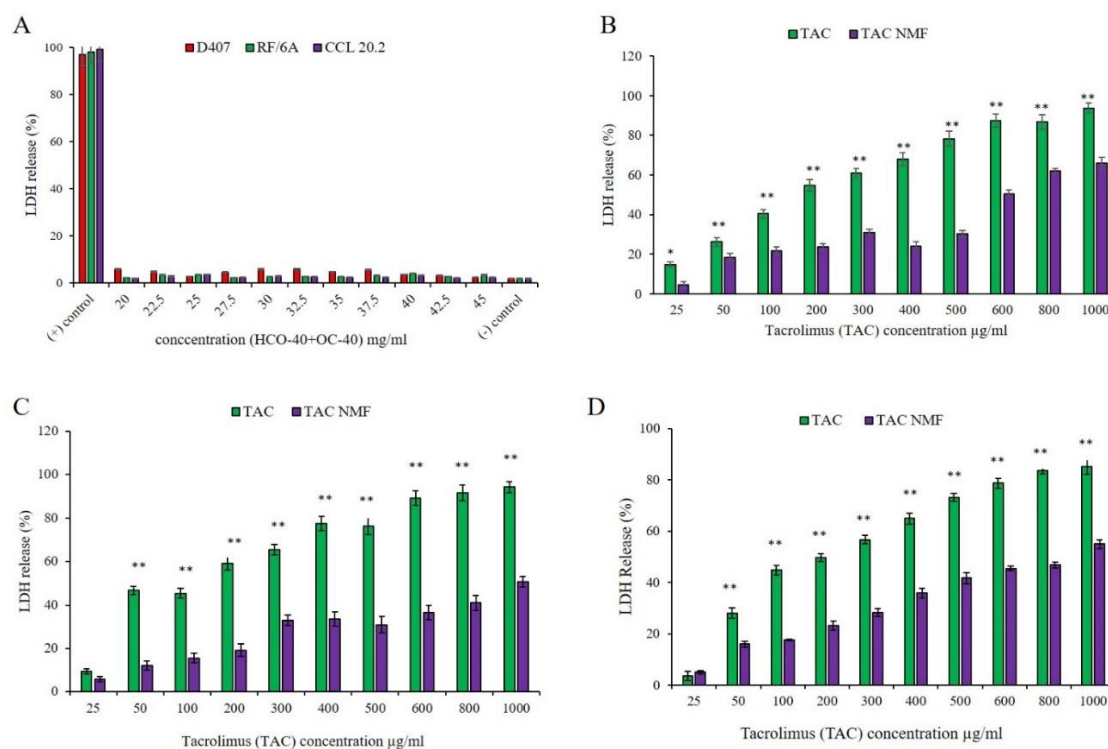 A
D407 RF/6A CCL 20.2
LDH release (%)
100
80
60
40
20
0
(+) control 20 22.5 25 27.5 30 32.5 35 37.5 40 42.5 45 (-) control
conccentration (HCO-40+OC-40) mg/ml
B
TAC TAC NMF
LDH release (%)
120
100
80
60
40
20
0
* ** ** ** ** ** ** ** ** **
25 50 100 200 300 400 500 600 800 1000
Tacrolimus (TAC) concentration µg/ml
C
TAC TAC NMF
LDH release (%)
120
100
80
60
40
20
0
** ** ** ** ** ** ** ** **
25 50 100 200 300 400 500 600 800 1000
Tacrolimus (TAC) concentration µg/ml
D
TAC TAC NMF
LDH Release (%)
100
80
60
40
20
0
** ** ** ** ** ** ** ** **
25 50 100 200 300 400 500 600 800 1000
Tacrolimus (TAC) concentration µg/ml